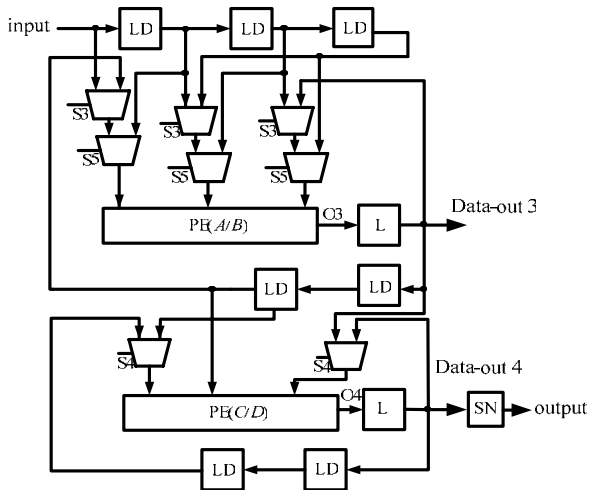 input
LD
LD
LD
S3
S3
S3
S5
S5
S5
PE(A/B)
O3
L
Data-out 3
LD
LD
S4
S4
Data-out 4
PE(C/D)
O4
L
SN
output
LD
LD